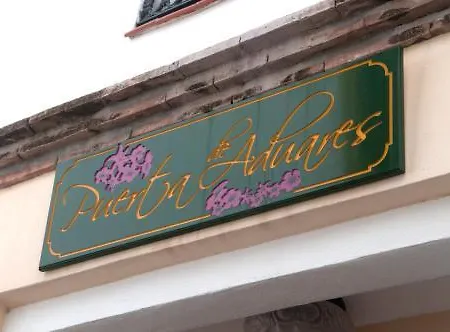 Puerta de Aduares